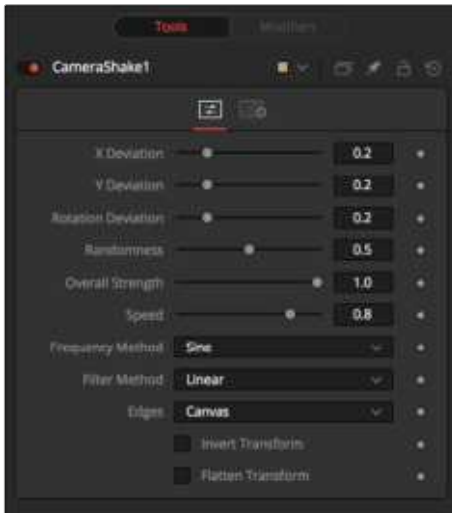 Tools Modifiers
CameraShake1
X Deviation 0.2
Y Deviation 0.2
Rotation Deviation 0.2
Randomness 0.5
Overall Strength 1.0
Speed 0.8
Frequency Method Sine
Filter Method Linear
Edges Canvas
Invert Transform
Flatten Transform